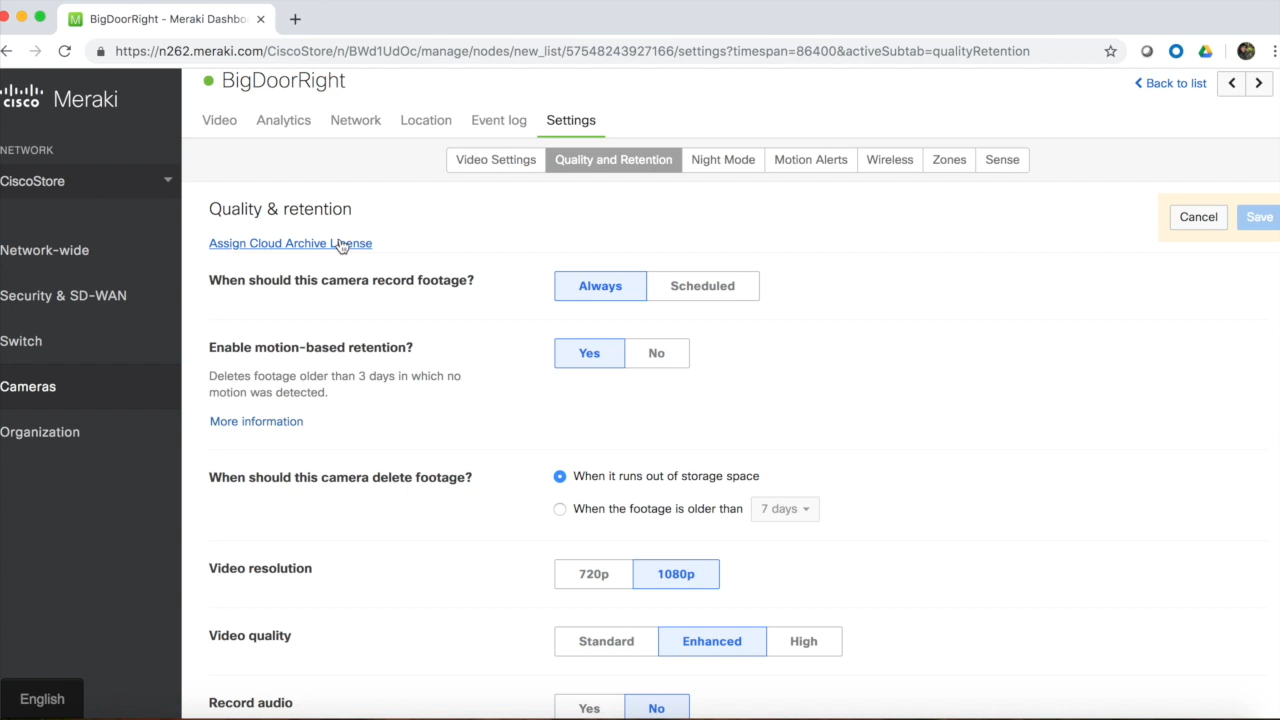 M BigDoorRight - Meraki Dashbo
https://n262.meraki.com/CiscoStore/n/BWd1UdOc/manage/nodes/new_list/57548243927166/settings?timespan=86400&activeSubtab=qualityRetention
CISCO Meraki
NETWORK
CiscoStore
Network-wide
Security & SD-WAN
Switch
Cameras
Organization
English
BigDoorRight
Back to list
Video Analytics Network Location Event log Settings
Video Settings Quality and Retention Night Mode Motion Alerts Wireless Zones Sense
Quality & retention
Cancel Save
Assign Cloud Archive License
When should this camera record footage? Always Scheduled
Enable motion-based retention? Yes No
Deletes footage older than 3 days in which no
motion was detected.
More information
When should this camera delete footage? When it runs out of storage space
When the footage is older than 7 days
Video resolution 720p 1080p
Video quality Standard Enhanced High
Record audio Yes No